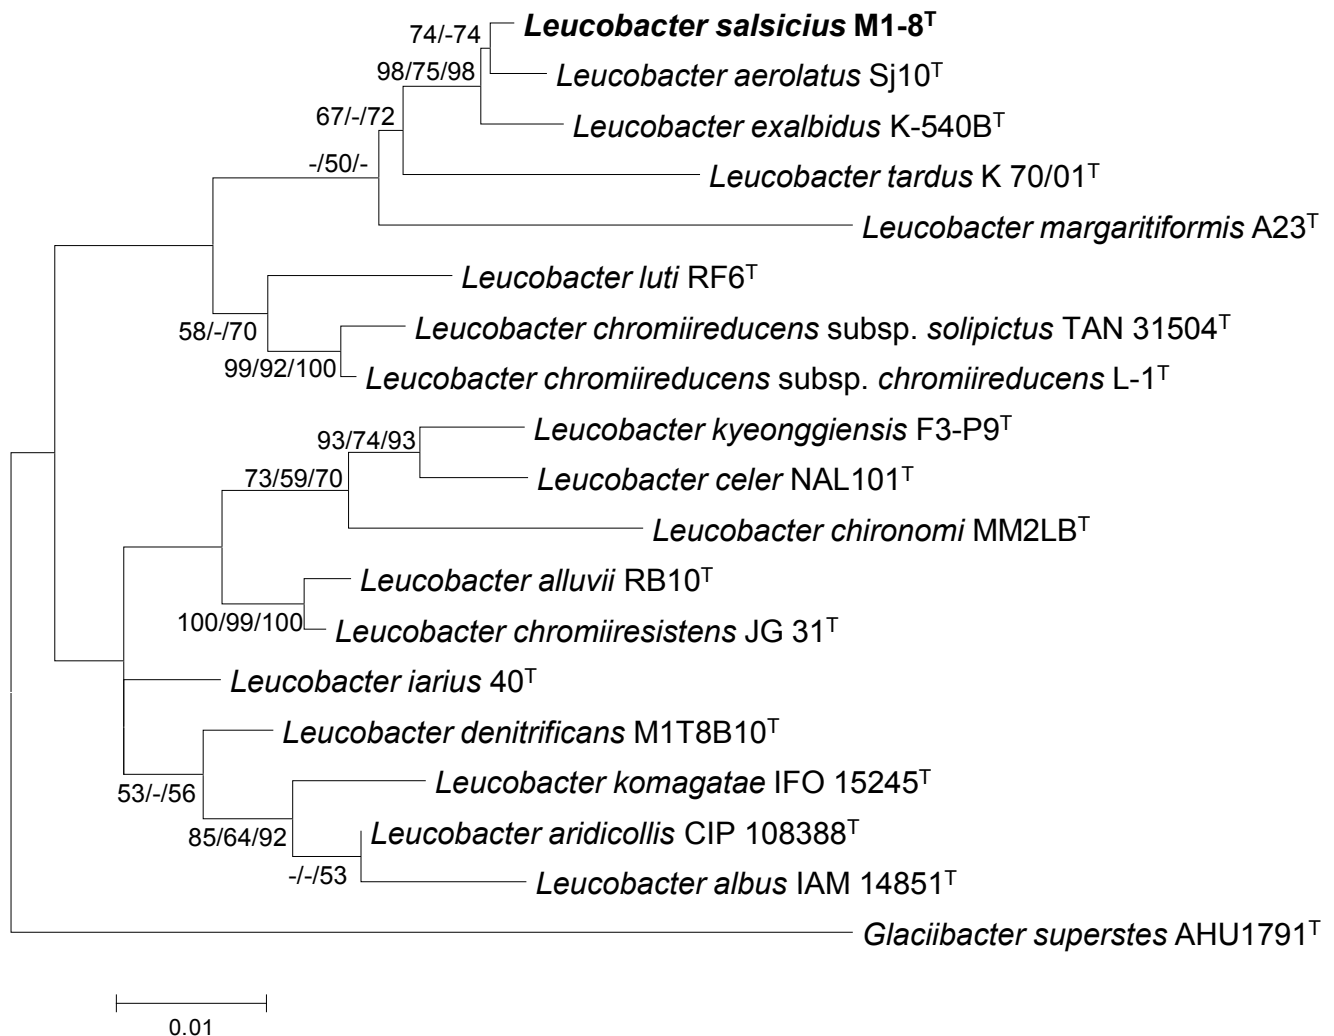 74/-74
Leucobacter salsicius M1-8ᵀ
98/75/98
Leucobacter aerolatus Sj10ᵀ
67/-/72
Leucobacter exalbidus K-540Bᵀ
-/50/-
Leucobacter tardus K 70/01ᵀ
Leucobacter margaritiformis A23ᵀ
Leucobacter luti RF6ᵀ
58/-/70
Leucobacter chromiireducens subsp. solipictus TAN 31504ᵀ
99/92/100
Leucobacter chromiireducens subsp. chromiireducens L-1ᵀ
93/74/93
Leucobacter kyeonggiensis F3-P9ᵀ
73/59/70
Leucobacter celer NAL101ᵀ
Leucobacter chironomi MM2LBᵀ
Leucobacter alluvii RB10ᵀ
100/99/100
Leucobacter chromiiresistens JG 31ᵀ
Leucobacter iarius 40ᵀ
Leucobacter denitrificans M1T8B10ᵀ
53/-/56
Leucobacter komagatae IFO 15245ᵀ
85/64/92
Leucobacter aridicollis CIP 108388ᵀ
-/-/53
Leucobacter albus IAM 14851ᵀ
Glaciibacter superstes AHU1791ᵀ
0.01